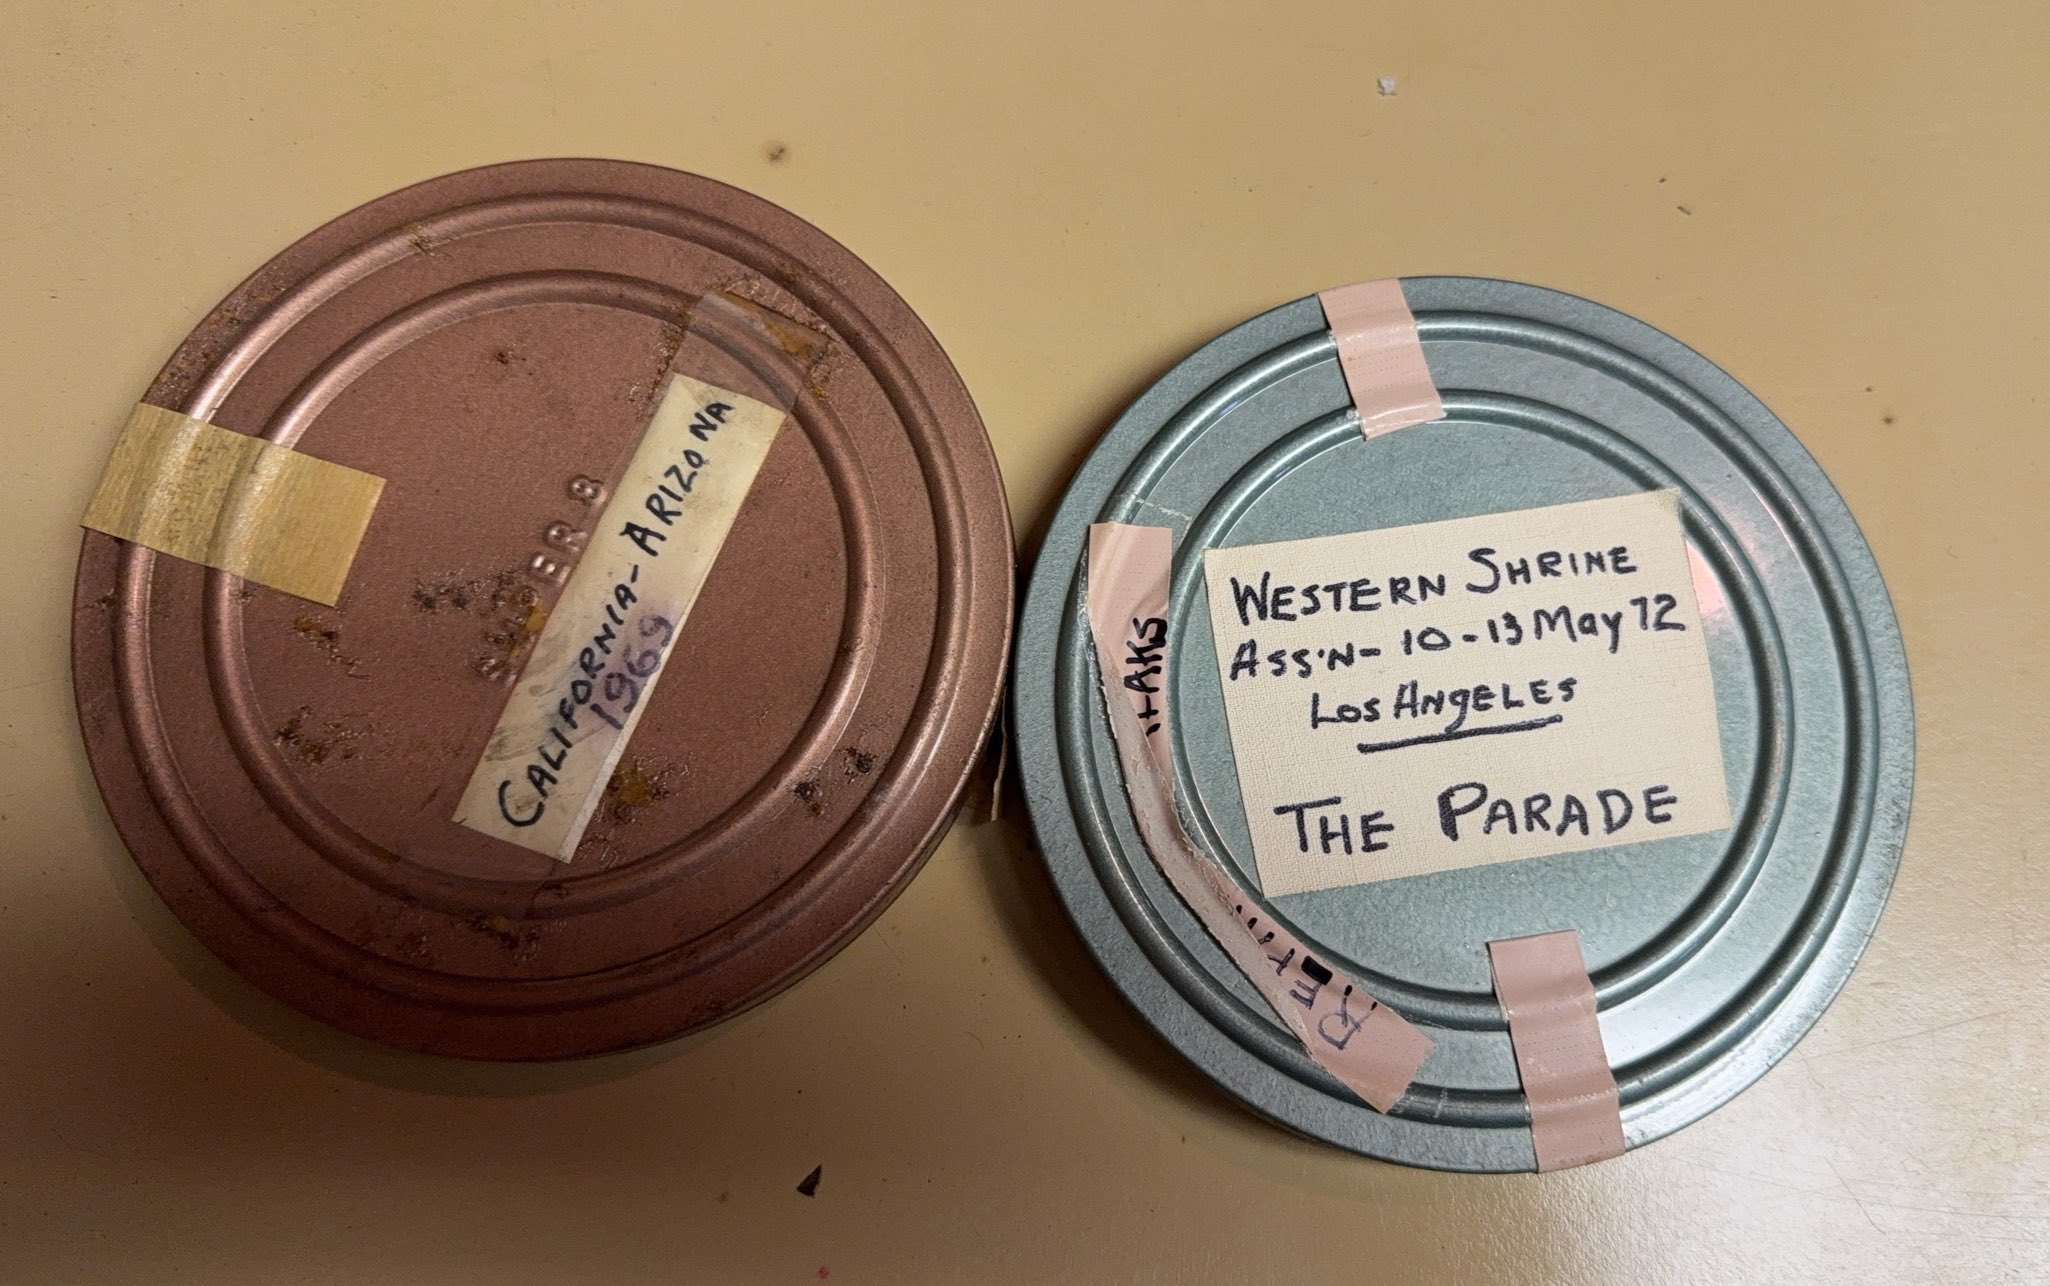 SUPER 8
CALIFORNIA-ARIZONA
1969
WESTERN SHRINE
ASS'N- 10-13 May 72
LOS ANGELES
THE PARADE